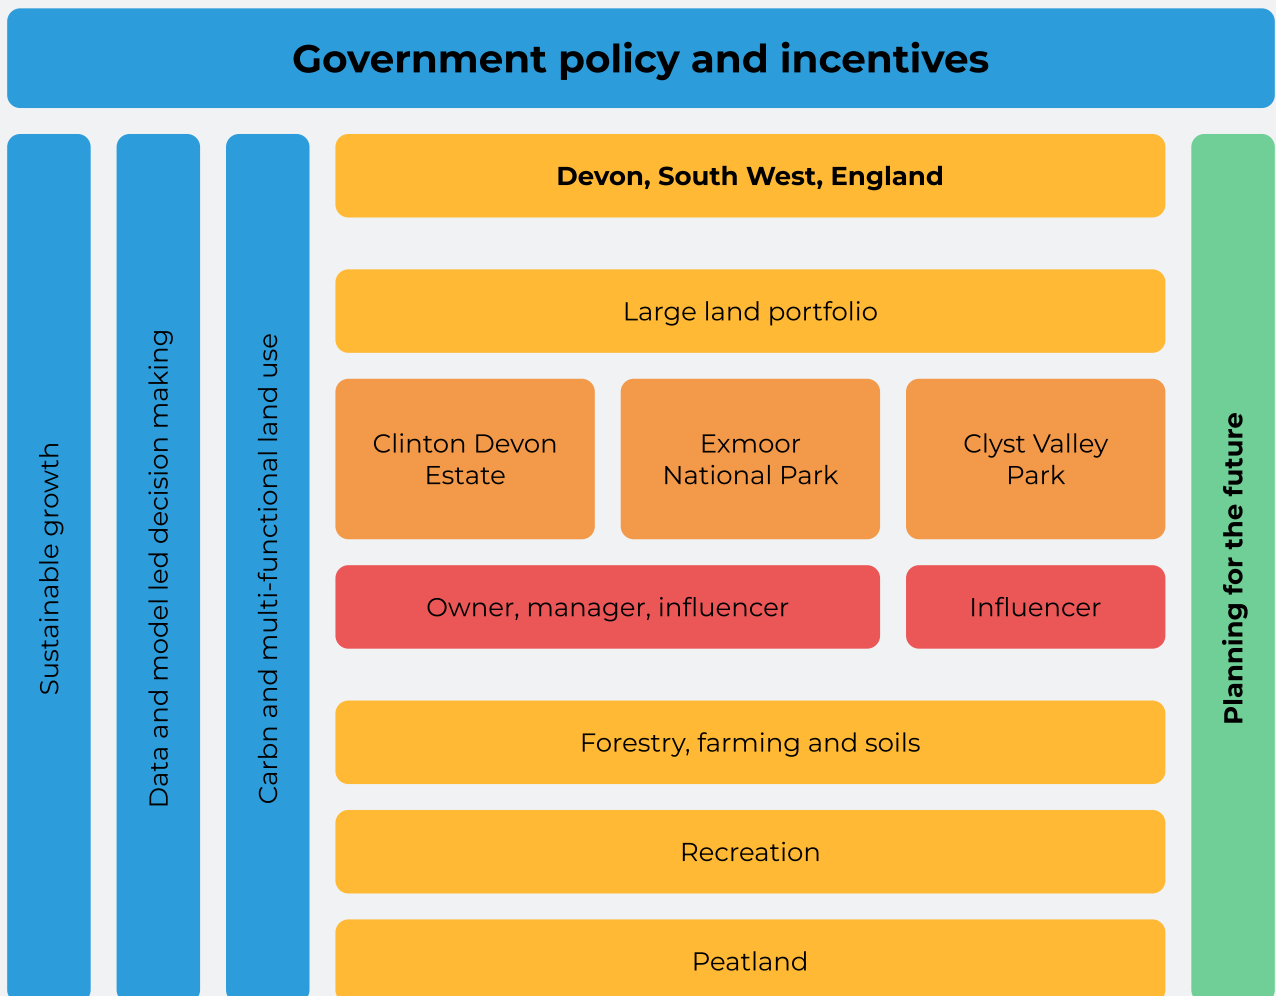 Government policy and incentives
Sustainable growth
Data and model led decision making
Carbn and multi-functional land use
Devon, South West, England
Large land portfolio
Clinton Devon
Estate
Exmoor
National Park
Clyst Valley
Park
Owner, manager, influencer
Influencer
Forestry, farming and soils
Recreation
Peatland
Planning for the future